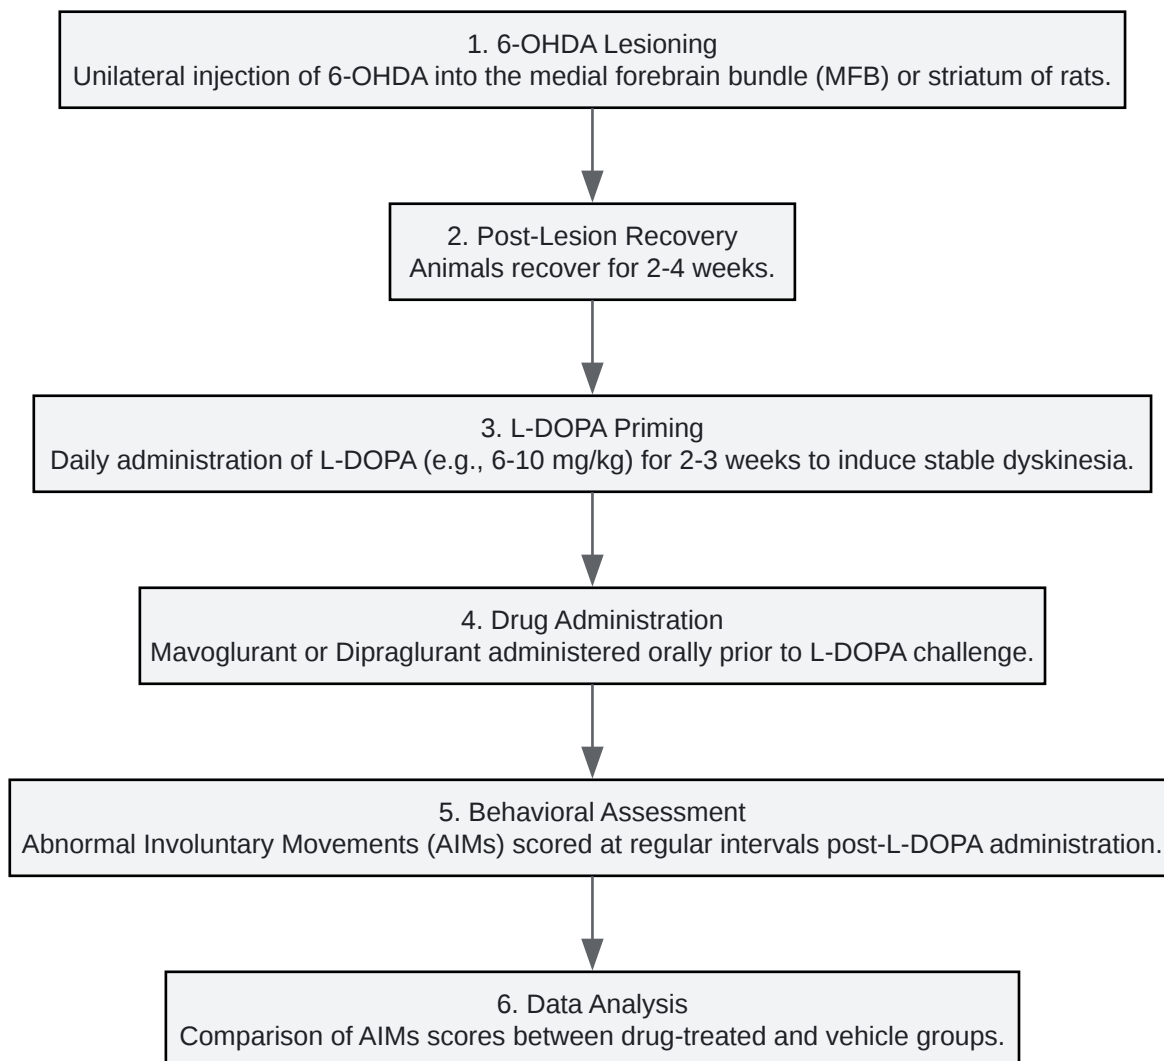 1. 6-OHDA Lesioning
Unilateral injection of 6-OHDA into the medial forebrain bundle (MFB) or striatum of rats.
2. Post-Lesion Recovery
Animals recover for 2-4 weeks.
3. L-DOPA Priming
Daily administration of L-DOPA (e.g., 6-10 mg/kg) for 2-3 weeks to induce stable dyskinesia.
4. Drug Administration
Mavoglurant or Dipraglurant administered orally prior to L-DOPA challenge.
5. Behavioral Assessment
Abnormal Involuntary Movements (AIMs) scored at regular intervals post-L-DOPA administration.
6. Data Analysis
Comparison of AIMs scores between drug-treated and vehicle groups.